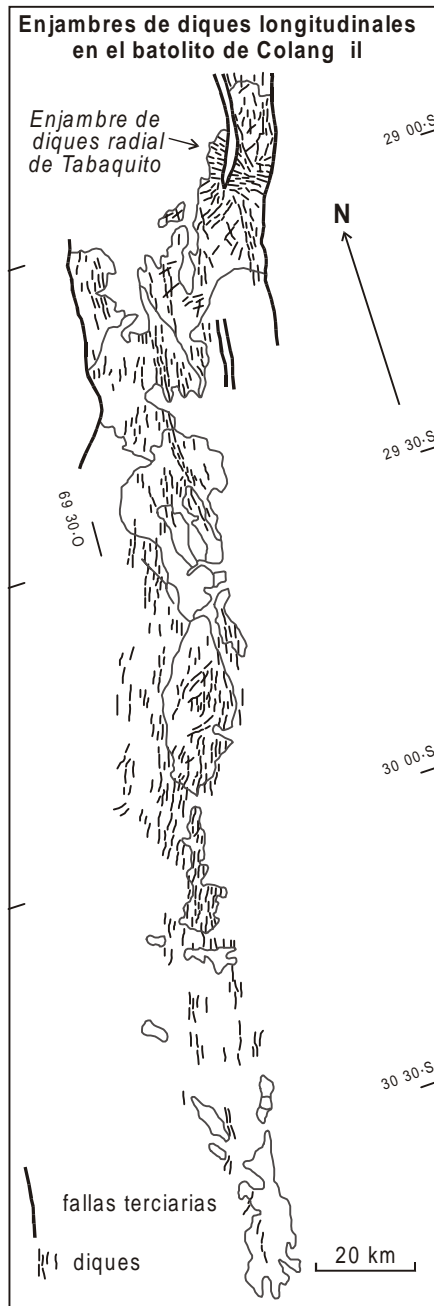 Enjambres de diques longitudinales
en el batolito de Colang il
Enjambre de
diques radial
de Tabaquito
29 00·S
N
29 30·S
69 30·O
30 00·S
30 30·S
fallas terciarias
diques
20 km